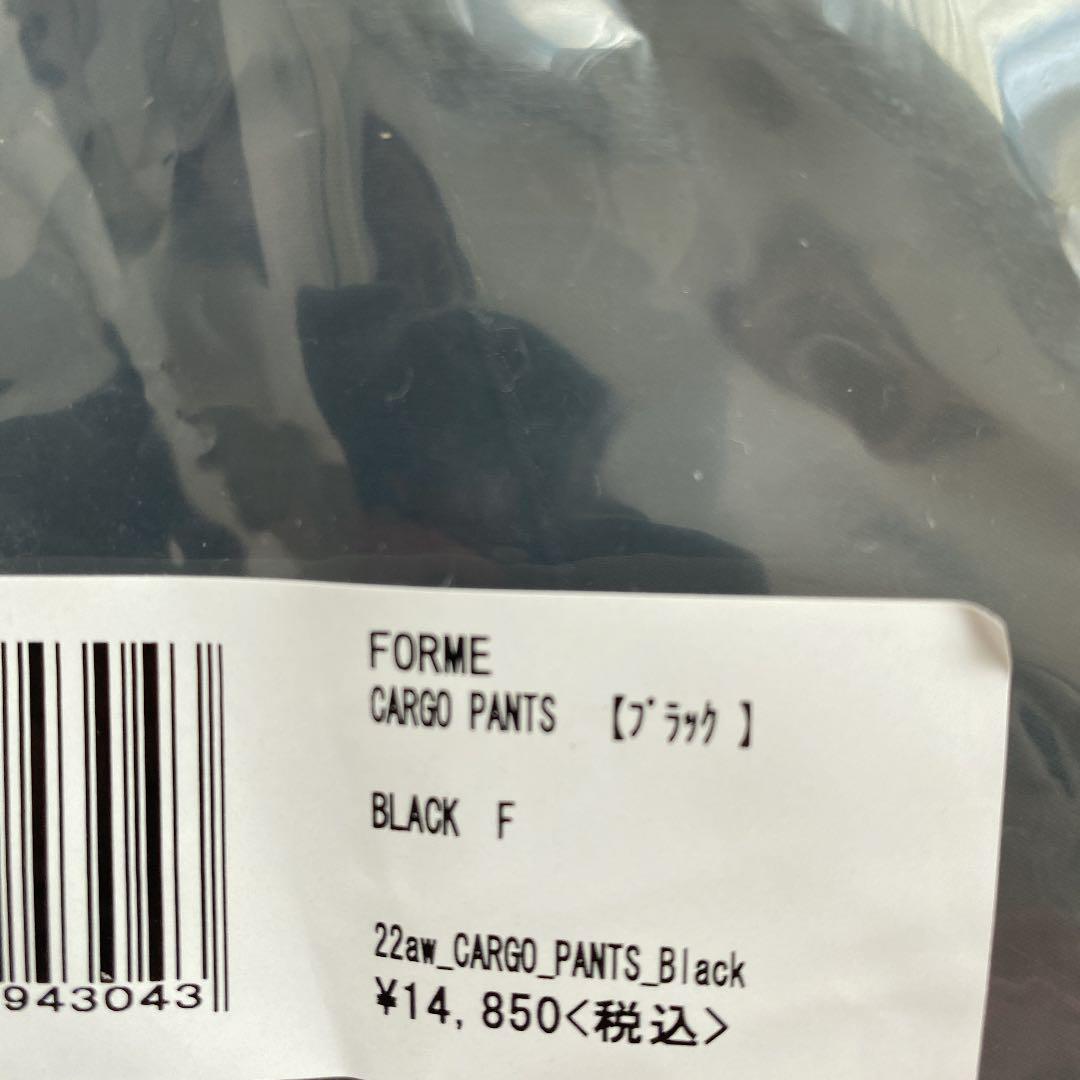 FORME
CARGO PANTS 【ﾌﾞﾗｯｸ 】
BLACK F
22aw_CARGO_PANTS_Black
¥14,850<税込>
943043